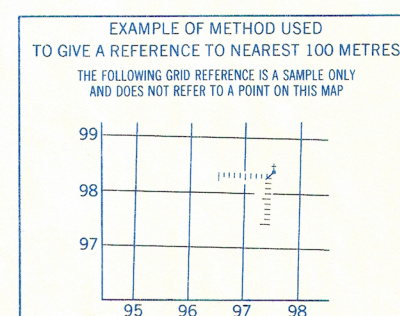 EXAMPLE OF METHOD USED
TO GIVE A REFERENCE TO NEAREST 100 METRES
THE FOLLOWING GRID REFERENCE IS A SAMPLE ONLY
AND DOES NOT REFER TO A POINT ON THIS MAP
99
98
97
95 96 97 98